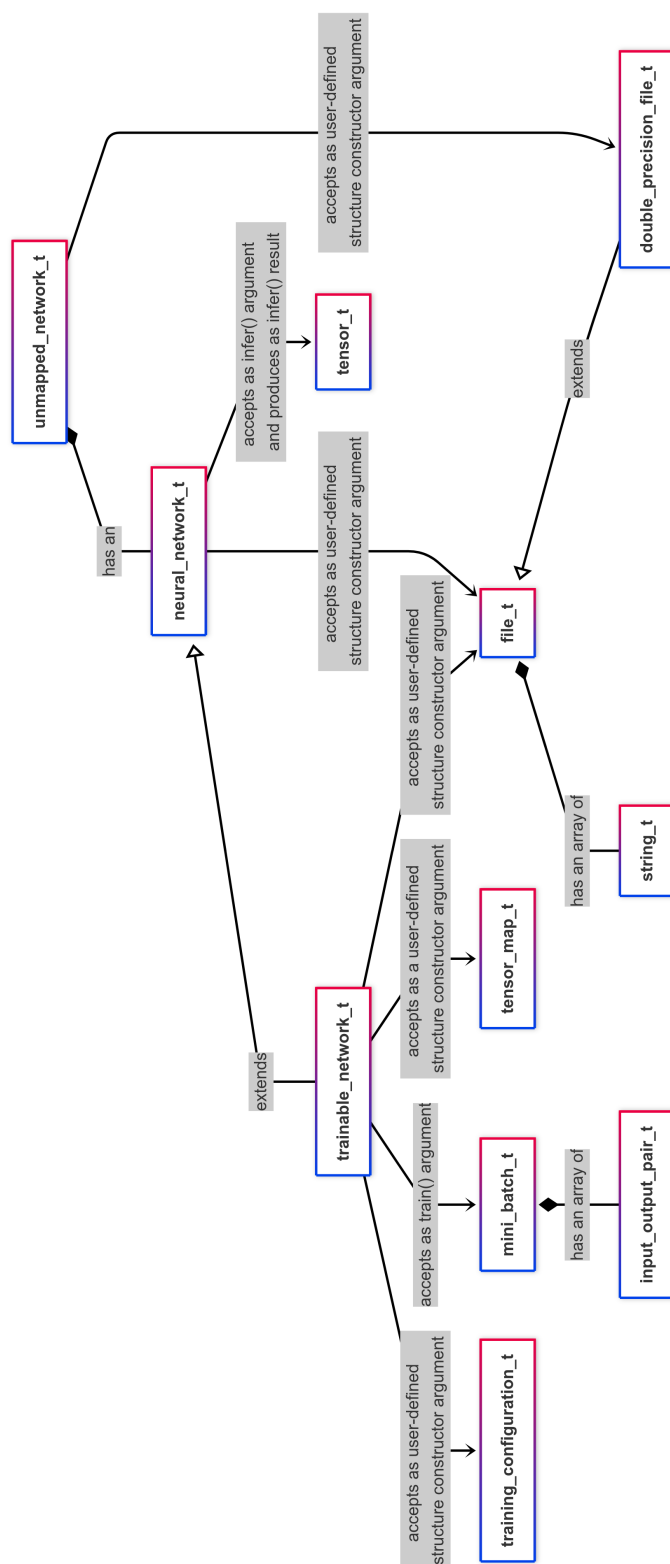 unmapped_network_t
has an
neural_network_t
accepts as infer() argument
and produces as infer() result
tensor_t
accepts as user-defined
structure constructor argument
double_precision_file_t
extends
accepts as user-defined
structure constructor argument
extends
trainable_network_t
accepts as user-defined
structure constructor argument
training_configuration_t
accepts as train() argument
mini_batch_t
has an array of
input_output_pair_t
accepts as a user-defined
structure constructor argument
tensor_map_t
accepts as user-defined
structure constructor argument
file_t
has an array of
string_t